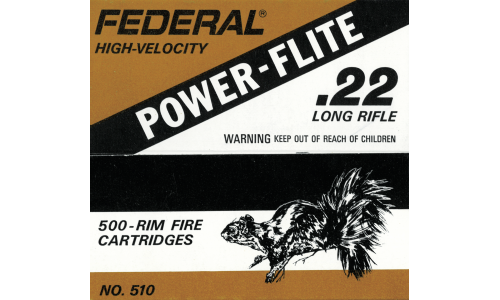 FEDERAL®
HIGH-VELOCITY
POWER-FLITE
.22
LONG RIFLE
WARNING KEEP OUT OF REACH OF CHILDREN
500-RIM FIRE
CARTRIDGES
NO. 510